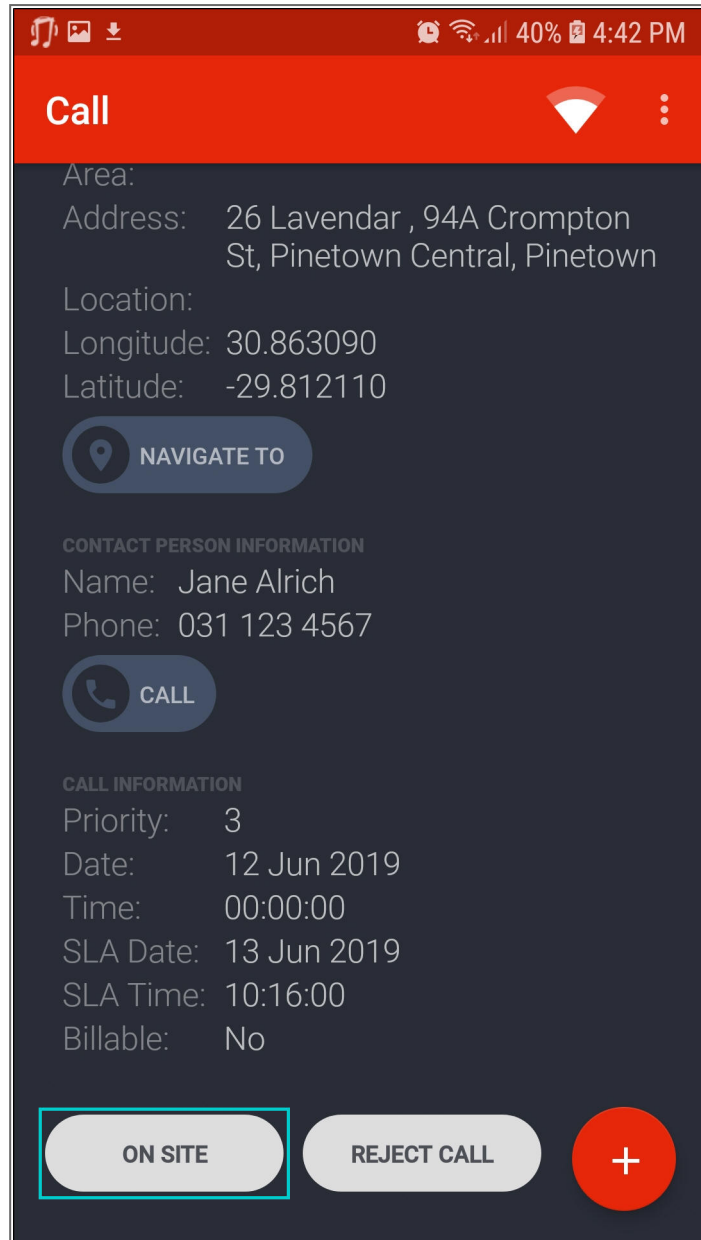 40% 4:42 PM
Call
Area:
Address: 26 Lavendar , 94A Crompton
St, Pinetown Central, Pinetown
Location:
Longitude: 30.863090
Latitude: -29.812110
NAVIGATE TO
CONTACT PERSON INFORMATION
Name: Jane Alrich
Phone: 031 123 4567
CALL
CALL INFORMATION
Priority: 3
Date: 12 Jun 2019
Time: 00:00:00
SLA Date: 13 Jun 2019
SLA Time: 10:16:00
Billable: No
ON SITE REJECT CALL +